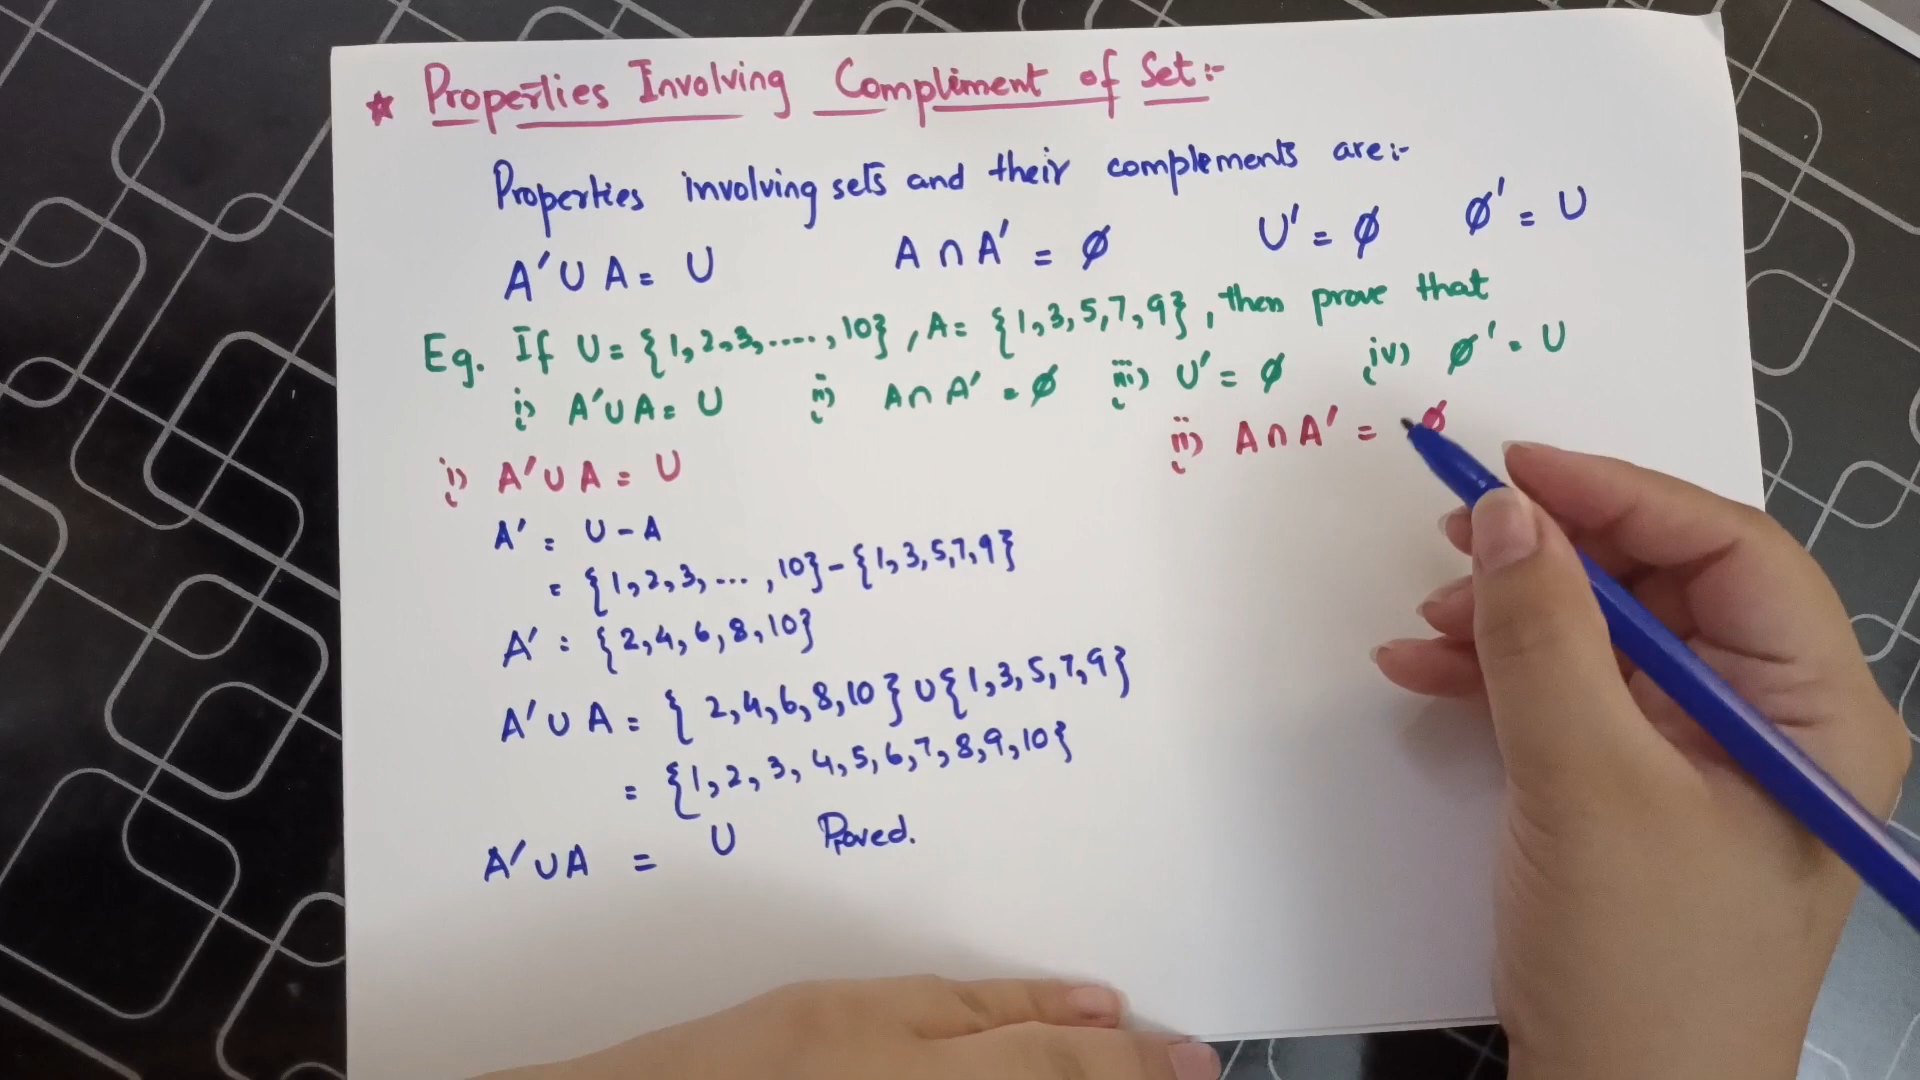 * Properties Involving Compliment of Set:-
Properties involving sets and their complements are:-
A′ ∪ A = U A ∩ A′ = ∅ U′ = ∅ ∅′ = U
Eg. If U = {1,2,3,....,10}, A = {1,3,5,7,9}, then prove that
i) A′∪A = U ii) A∩A′ = ∅ iii) U′ = ∅ iv) ∅′ = U
i) A′∪A = U
A′ = U - A
= {1,2,3,...,10} - {1,3,5,7,9}
A′ = {2,4,6,8,10}
A′∪A = {2,4,6,8,10} ∪ {1,3,5,7,9}
= {1,2,3,4,5,6,7,8,9,10}
A′∪A = U Proved.
ii) A∩A′ = ∅